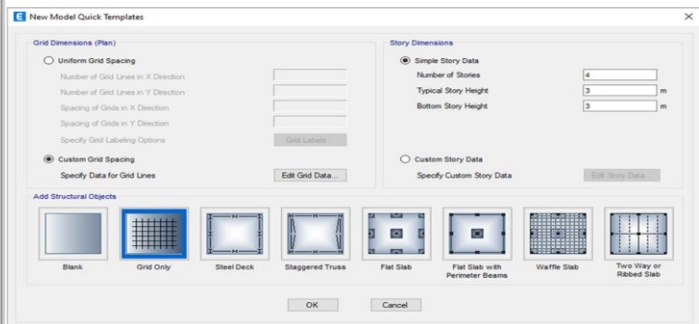 E New Model Quick Templates
Grid Dimensions (Plan)
Uniform Grid Spacing
Number of Grid Lines in X Direction
Number of Grid Lines in Y Direction
Spacing of Grids in X Direction
Spacing of Grids in Y Direction
Specify Grid Labeling Options
Grid Labels...
Custom Grid Spacing
Specify Data for Grid Lines
Edit Grid Data...
Story Dimensions
Simple Story Data
Number of Stories 4
Typical Story Height 3 m
Bottom Story Height 3 m
Custom Story Data
Specify Custom Story Data
Edit Story Data...
Add Structural Objects
Blank
Grid Only
Steel Deck
Staggered Truss
Flat Slab
Flat Slab with
Perimeter Beams
Waffle Slab
Two Way or
Ribbed Slab
OK
Cancel